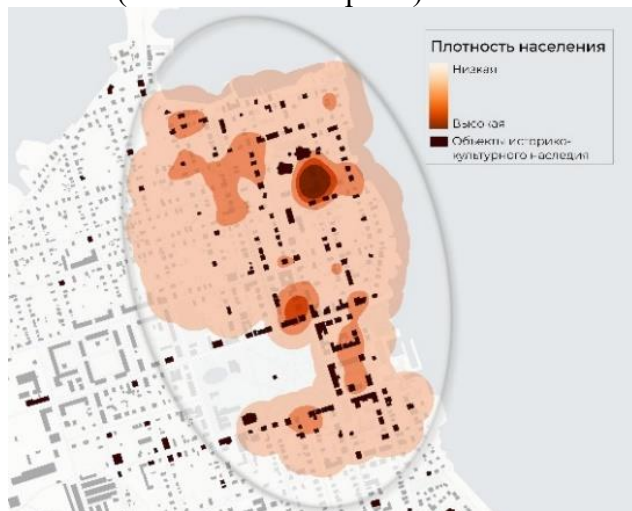 Плотность населения
Низкая
Высокая
Объекты историко-
культурного наследия